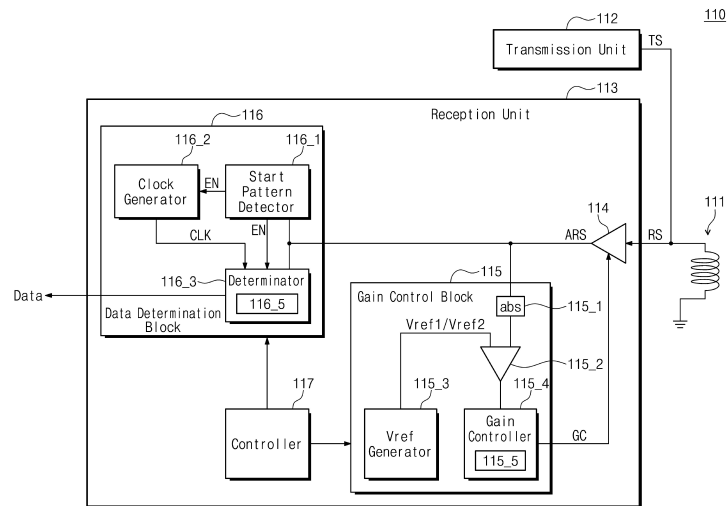 110
112
Transmission Unit
TS
113
Reception Unit
116
116_2
116_1
Clock
Generator
EN
Start
Pattern
Detector
CLK
EN
116_3
Determinator
116_5
Data
Data Determination
Block
114
ARS
RS
111
115
Gain Control Block
abs
115_1
Vref1/Vref2
115_2
115_3
115_4
Vref
Generator
Gain
Controller
115_5
GC
117
Controller